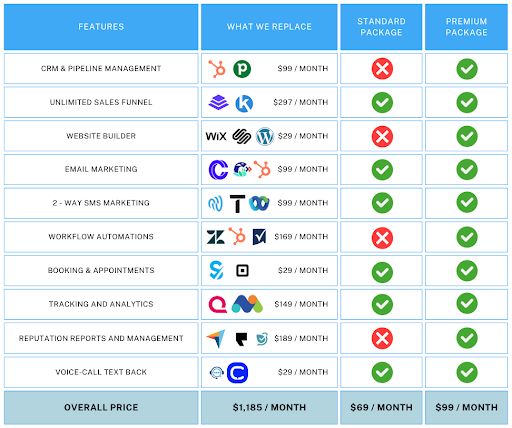 FEATURES WHAT WE REPLACE STANDARD PACKAGE PREMIUM PACKAGE
CRM & PIPELINE MANAGEMENT $99 / MONTH
UNLIMITED SALES FUNNEL $297 / MONTH
WEBSITE BUILDER WiX $29 / MONTH
EMAIL MARKETING $99 / MONTH
2 - WAY SMS MARKETING $99 / MONTH
WORKFLOW AUTOMATIONS $169 / MONTH
BOOKING & APPOINTMENTS $29 / MONTH
TRACKING AND ANALYTICS $149 / MONTH
REPUTATION REPORTS AND MANAGEMENT $189 / MONTH
VOICE-CALL TEXT BACK $29 / MONTH
OVERALL PRICE $1,185 / MONTH $69 / MONTH $99 / MONTH